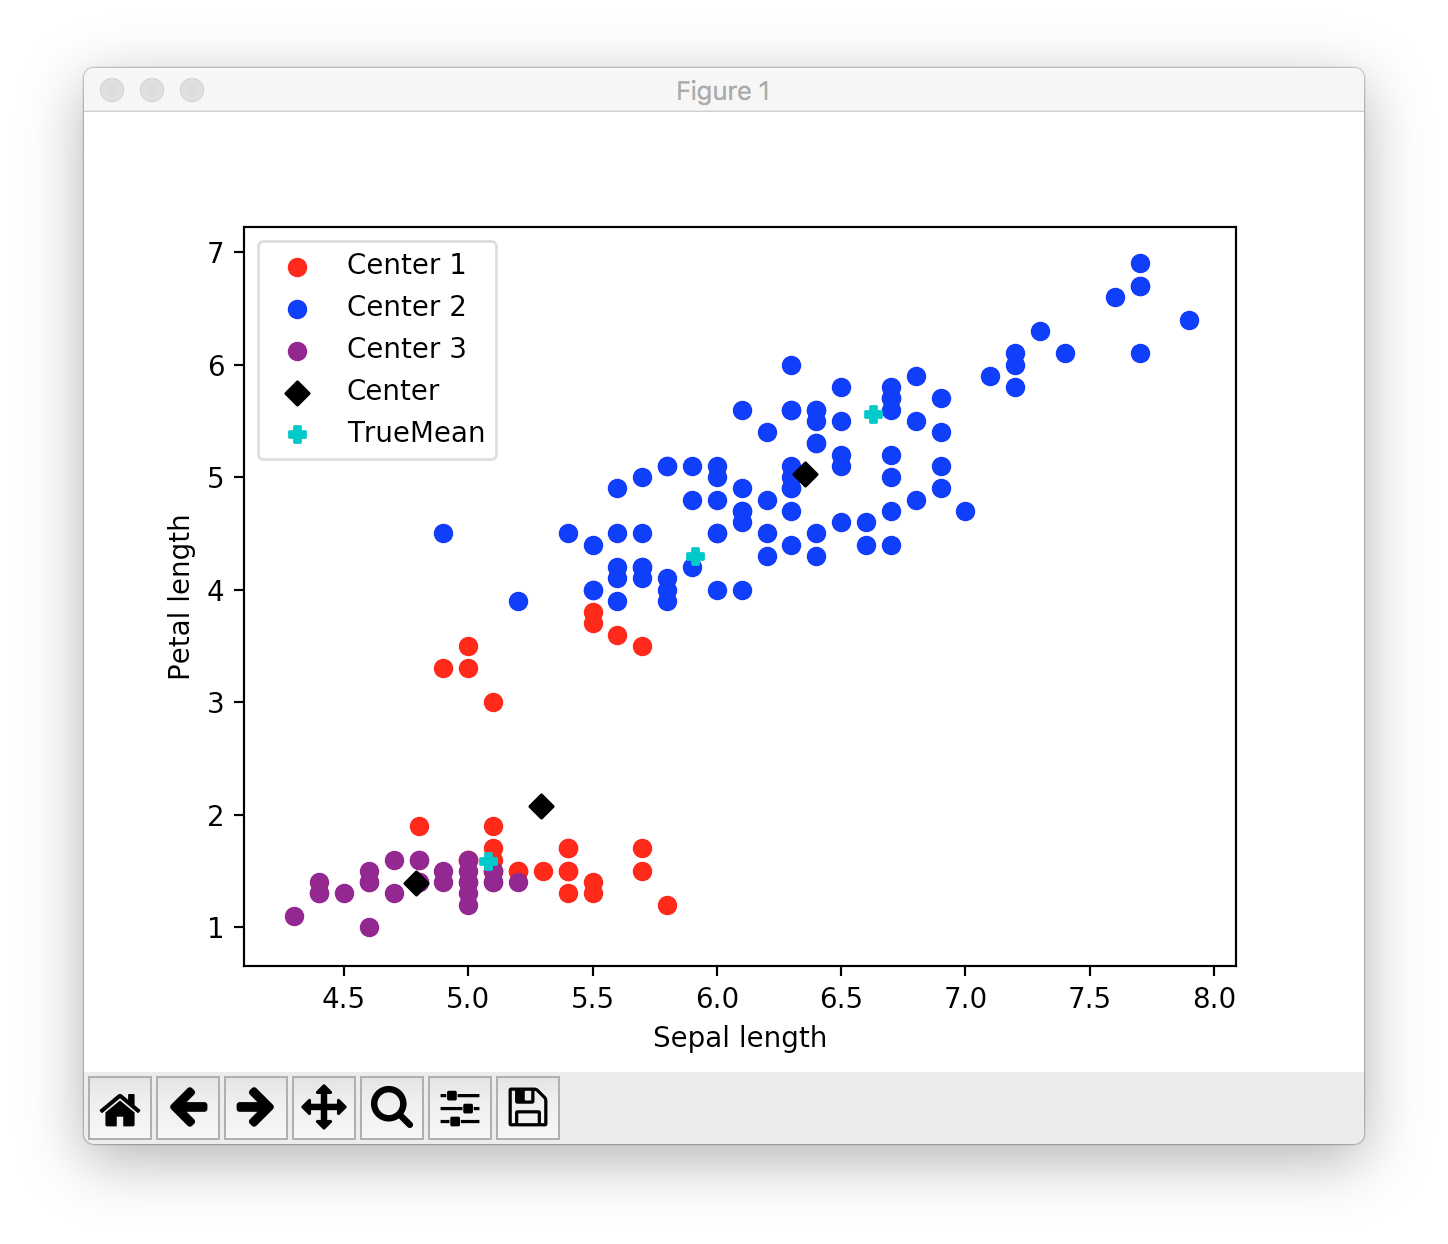 Figure 1
Center 1
Center 2
Center 3
Center
TrueMean
7
6
5
4
3
2
1
Petal length
4.5 5.0 5.5 6.0 6.5 7.0 7.5 8.0
Sepal length